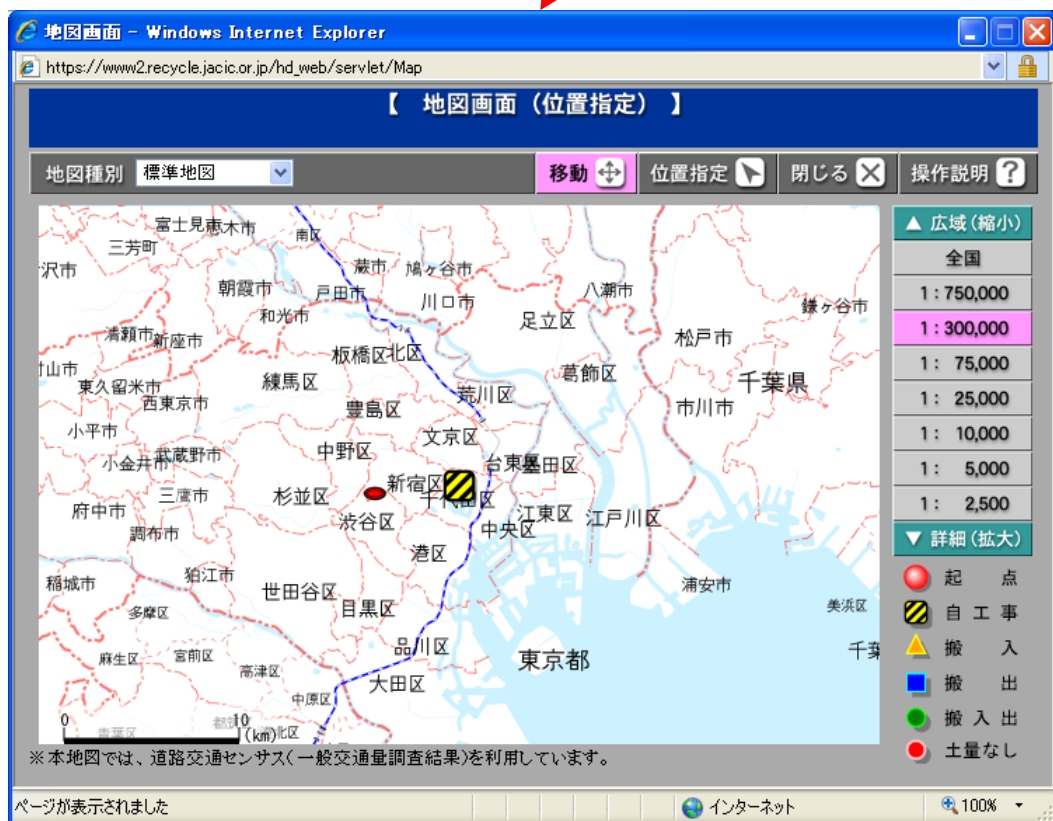 地図画面 - Windows Internet Explorer
https://www2.recycle.jacic.or.jp/hd_web/servlet/Map
【 地図画面（位置指定） 】
地図種別 標準地図 移動 位置指定 閉じる 操作説明
▲ 広域(縮小)
全国
1：750,000
1：300,000
1： 75,000
1： 25,000
1： 10,000
1： 5,000
1： 2,500
▼ 詳細(拡大)
起 点
自 工 事
搬 入
搬 出
搬 入 出
土量なし
富士見市
南区
三芳町
蕨市 鳩ヶ谷市
沢市
朝霞市 戸田市 川口市 八潮市
鎌ヶ谷市
和光市
足立区
清瀬市 新座市
松戸市
板橋区 北区
東久留米市 練馬区 葛飾区 千葉県
西東京市 豊島区 荒川区 市川市
小平市 文京区
小金井市 武蔵野市 中野区 台東区 墨田区
三鷹市 杉並区 新宿区 千代田区
府中市 渋谷区 江東区 江戸川区
調布市 中央区
港区
稲城市 狛江市 世田谷区 浦安市
多摩区 目黒区 美浜区
品川区
麻生区 宮前区 東京都 千葉
高津区 大田区
中原区
0 10
青葉区 (km)
※本地図では、道路交通センサス(一般交通量調査結果)を利用しています。
ページが表示されました インターネット 100%